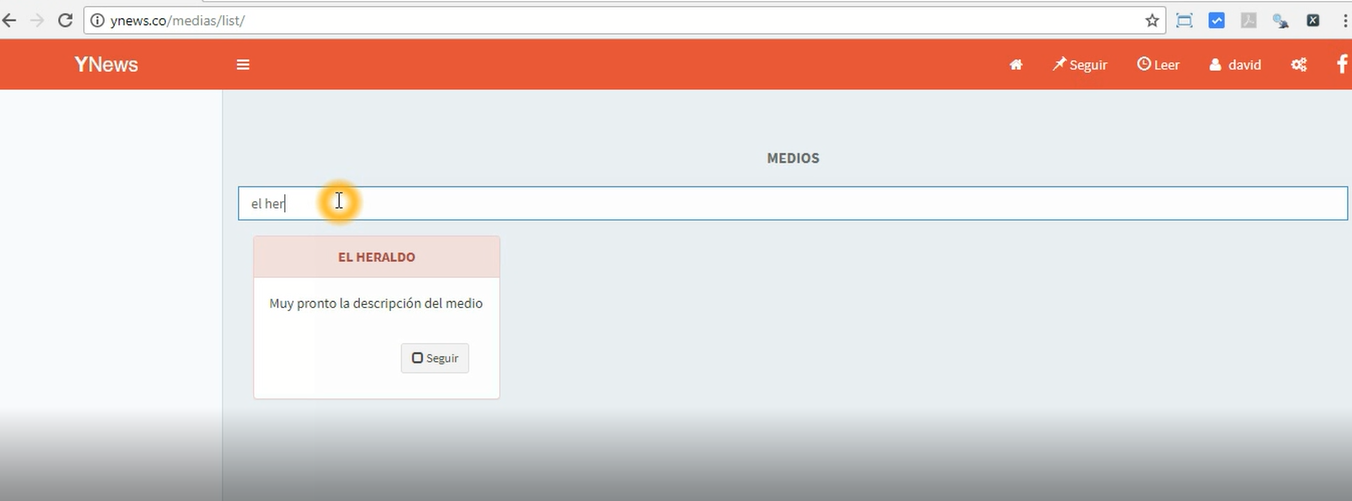 ynews.co/medias/list/
YNews
Seguir
Leer
david
MEDIOS
el her
EL HERALDO
Muy pronto la descripción del medio
Seguir